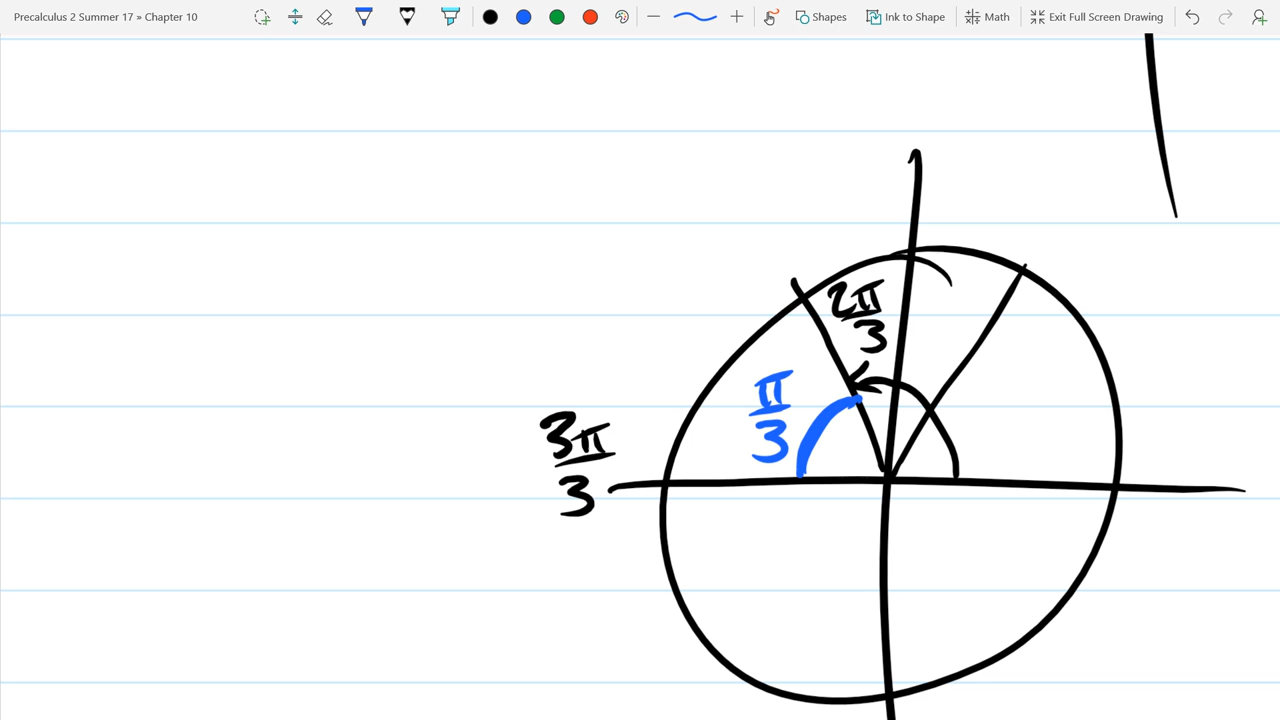 Precalculus 2 Summer 17 » Chapter 10
Shapes
Ink to Shape
Math
Exit Full Screen Drawing
2π/3
π/3
3π/3